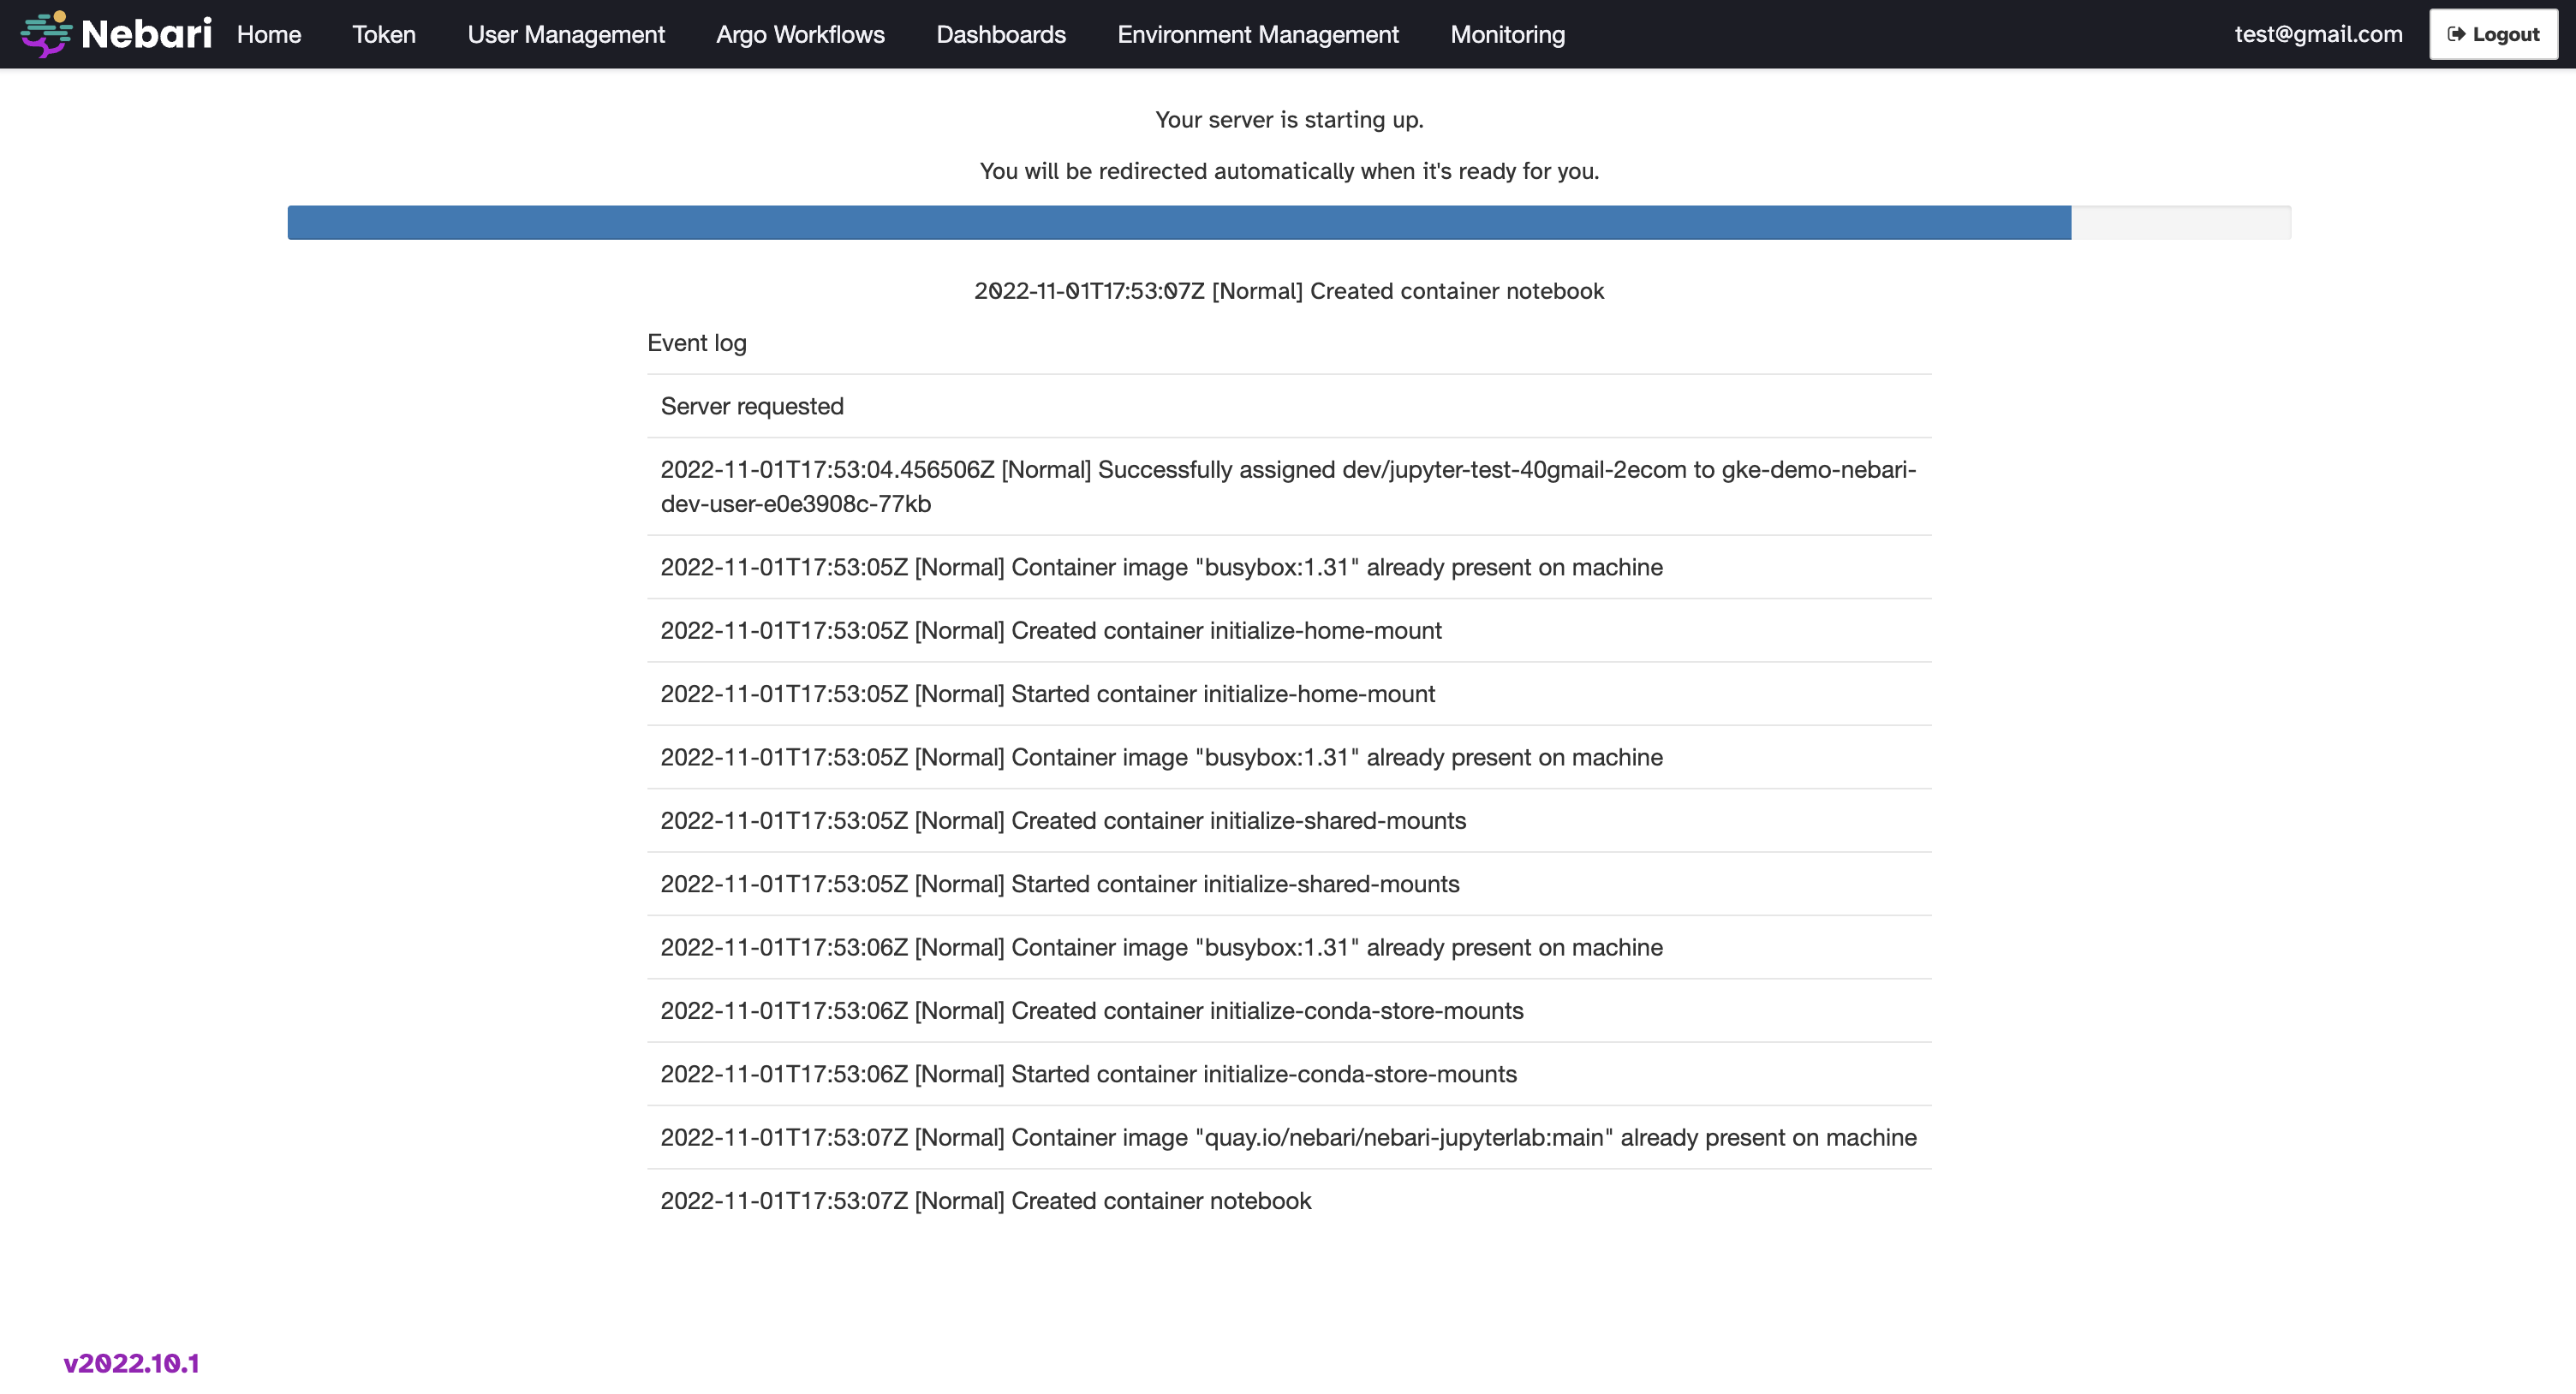 Nebari Home Token User Management Argo Workflows Dashboards Environment Management Monitoring test@gmail.com Logout
Your server is starting up.
You will be redirected automatically when it's ready for you.
2022-11-01T17:53:07Z [Normal] Created container notebook
Event log
Server requested
2022-11-01T17:53:04.456506Z [Normal] Successfully assigned dev/jupyter-test-40gmail-2ecom to gke-demo-nebari-
dev-user-e0e3908c-77kb
2022-11-01T17:53:05Z [Normal] Container image "busybox:1.31" already present on machine
2022-11-01T17:53:05Z [Normal] Created container initialize-home-mount
2022-11-01T17:53:05Z [Normal] Started container initialize-home-mount
2022-11-01T17:53:05Z [Normal] Container image "busybox:1.31" already present on machine
2022-11-01T17:53:05Z [Normal] Created container initialize-shared-mounts
2022-11-01T17:53:05Z [Normal] Started container initialize-shared-mounts
2022-11-01T17:53:06Z [Normal] Container image "busybox:1.31" already present on machine
2022-11-01T17:53:06Z [Normal] Created container initialize-conda-store-mounts
2022-11-01T17:53:06Z [Normal] Started container initialize-conda-store-mounts
2022-11-01T17:53:07Z [Normal] Container image "quay.io/nebari/nebari-jupyterlab:main" already present on machine
2022-11-01T17:53:07Z [Normal] Created container notebook
v2022.10.1